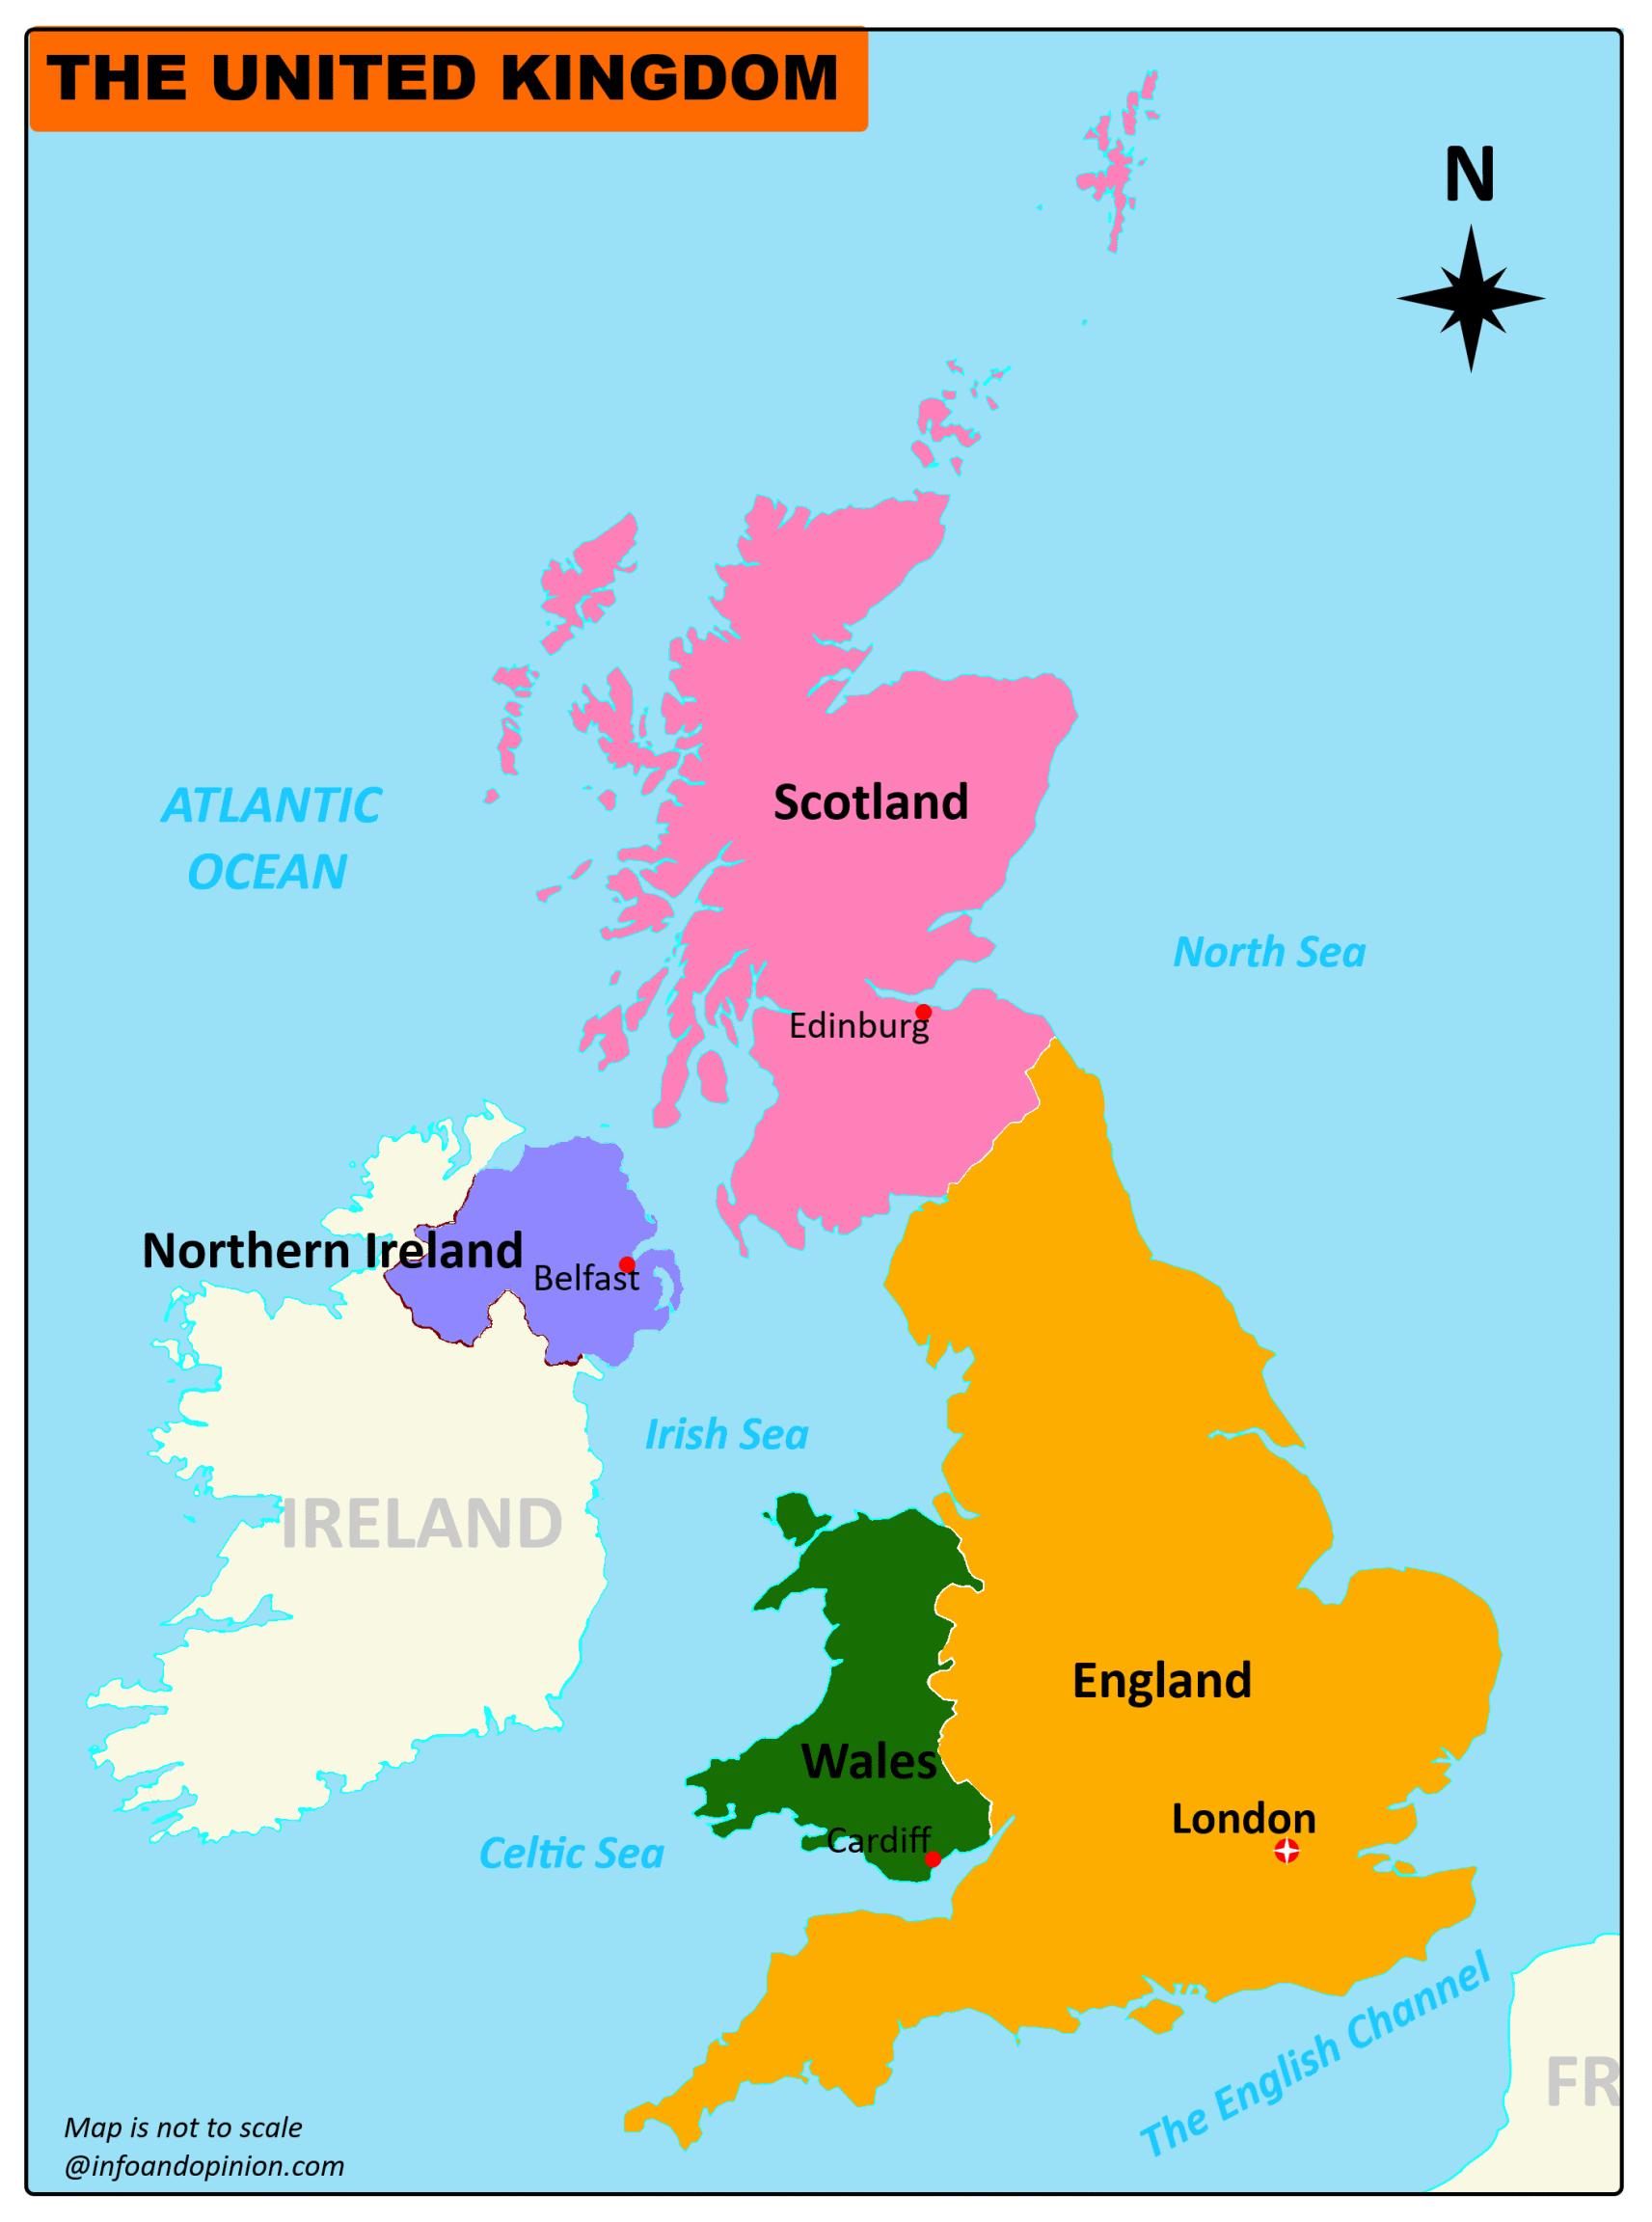 THE UNITED KINGDOM
N
Scotland
ATLANTIC
OCEAN
North Sea
Edinburg
Northern Ireland
Belfast
Irish Sea
IRELAND
England
Wales
London
Cardiff
Celtic Sea
The English Channel
FR
Map is not to scale
@infoandopinion.com